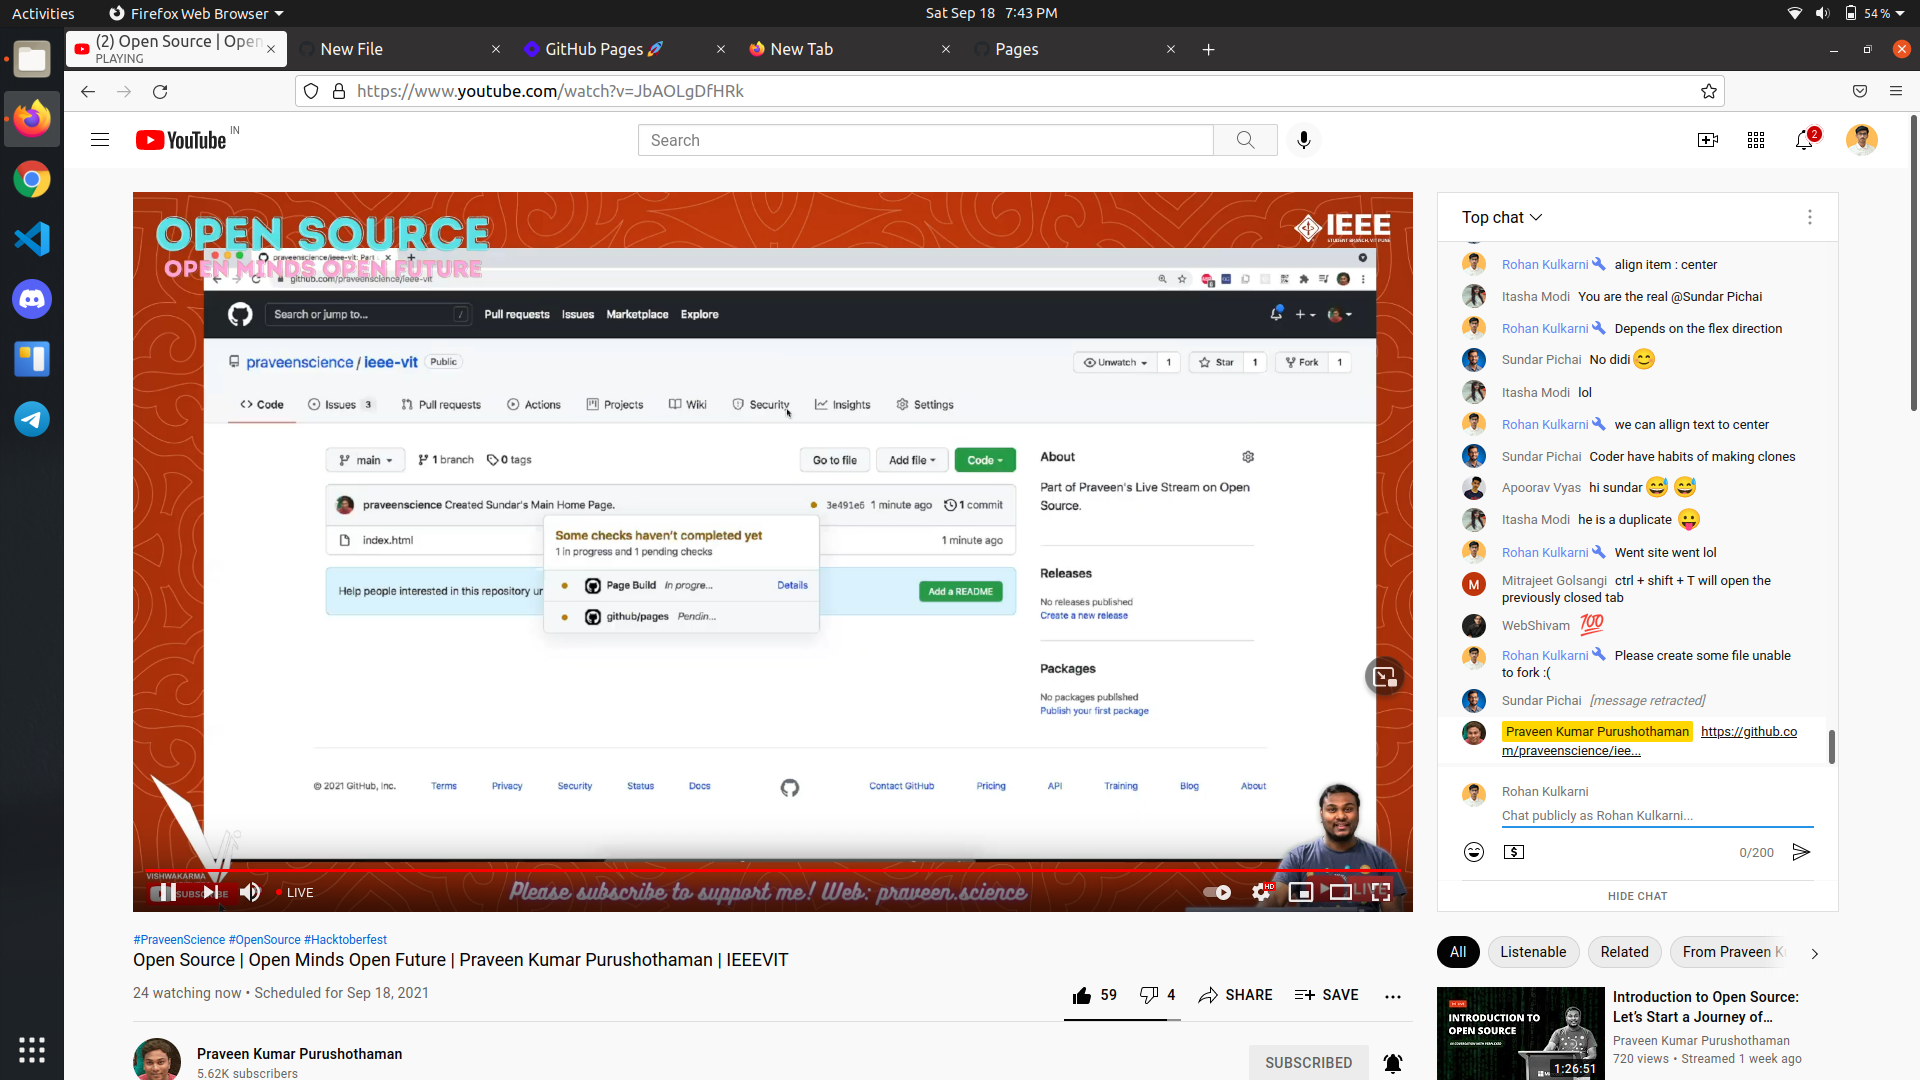 Activities
Firefox Web Browser
Sat Sep 18 7:43 PM
54 %
(2) Open Source | Open
PLAYING
New File
GitHub Pages 🚀
New Tab
Pages
https://www.youtube.com/watch?v=JbAOLgDfHRk
YouTube IN
Search
2
OPEN SOURCE
OPEN MINDS OPEN FUTURE
IEEE
praveenscience/ieee-vit: Part
github.com/praveenscience/ieee-vit
Search or jump to... /
Pull requests Issues Marketplace Explore
praveenscience / ieee-vit Public
Unwatch 1 Star 1 Fork 1
Code Issues 3 Pull requests Actions Projects Wiki Security Insights Settings
main 1 branch 0 tags
Go to file Add file Code
praveenscience Created Sundar's Main Home Page.
3e491e6 1 minute ago 1 commit
index.html
1 minute ago
Some checks haven't completed yet
1 in progress and 1 pending checks
Page Build In progre... Details
github/pages Pendin...
Help people interested in this repository
Add a README
About
Part of Praveen's Live Stream on Open
Source.
Releases
No releases published
Create a new release
Packages
No packages published
Publish your first package
© 2021 GitHub, Inc. Terms Privacy Security Status Docs Contact GitHub Pricing API Training Blog About
VISHWAKARMA
SUBSCRIBE
LIVE
Please subscribe to support me! Web: praveen.science
HD
LIVE
#PraveenScience #OpenSource #Hacktoberfest
Open Source | Open Minds Open Future | Praveen Kumar Purushothaman | IEEEVIT
24 watching now • Scheduled for Sep 18, 2021
59 4 SHARE SAVE
Praveen Kumar Purushothaman
5.62K subscribers
SUBSCRIBED
Top chat
Rohan Kulkarni align item : center
Itasha Modi You are the real @Sundar Pichai
Rohan Kulkarni Depends on the flex direction
Sundar Pichai No didi😊
Itasha Modi lol
Rohan Kulkarni we can allign text to center
Sundar Pichai Coder have habits of making clones
Apoorav Vyas hi sundar😅 😅
Itasha Modi he is a duplicate 😛
Rohan Kulkarni Went site went lol
M Mitrajeet Golsangi ctrl + shift + T will open the
previously closed tab
WebShivam 💯
Rohan Kulkarni Please create some file unable
to fork :(
Sundar Pichai [message retracted]
Praveen Kumar Purushothaman https://github.co
m/praveenscience/iee...
Rohan Kulkarni
Chat publicly as Rohan Kulkarni...
0/200
HIDE CHAT
All Listenable Related From Praveen K
INTRODUCTION TO
OPEN SOURCE
1:26:51
Introduction to Open Source:
Let's Start a Journey of...
Praveen Kumar Purushothaman
720 views • Streamed 1 week ago